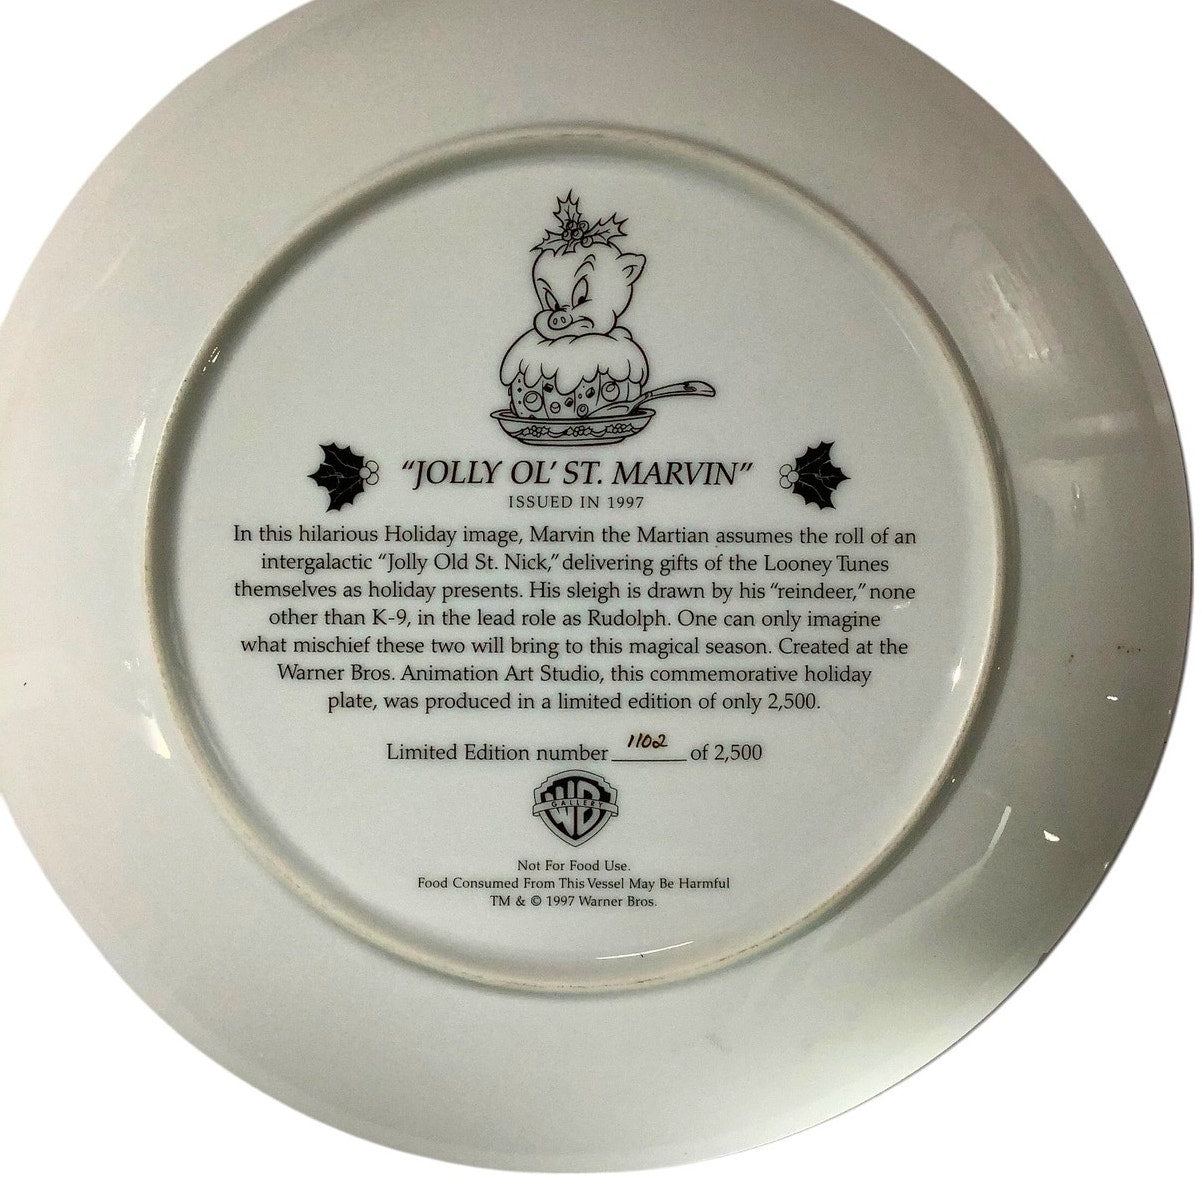 “JOLLY OL’ ST. MARVIN”
ISSUED IN 1997
In this hilarious Holiday image, Marvin the Martian assumes the roll of an
intergalactic “Jolly Old St. Nick,” delivering gifts of the Looney Tunes
themselves as holiday presents. His sleigh is drawn by his “reindeer,” none
other than K-9, in the lead role as Rudolph. One can only imagine
what mischief these two will bring to this magical season. Created at the
Warner Bros. Animation Art Studio, this commemorative holiday
plate, was produced in a limited edition of only 2,500.
Limited Edition number 1102 of 2,500
WB
GALLERY
Not For Food Use.
Food Consumed From This Vessel May Be Harmful
TM & © 1997 Warner Bros.